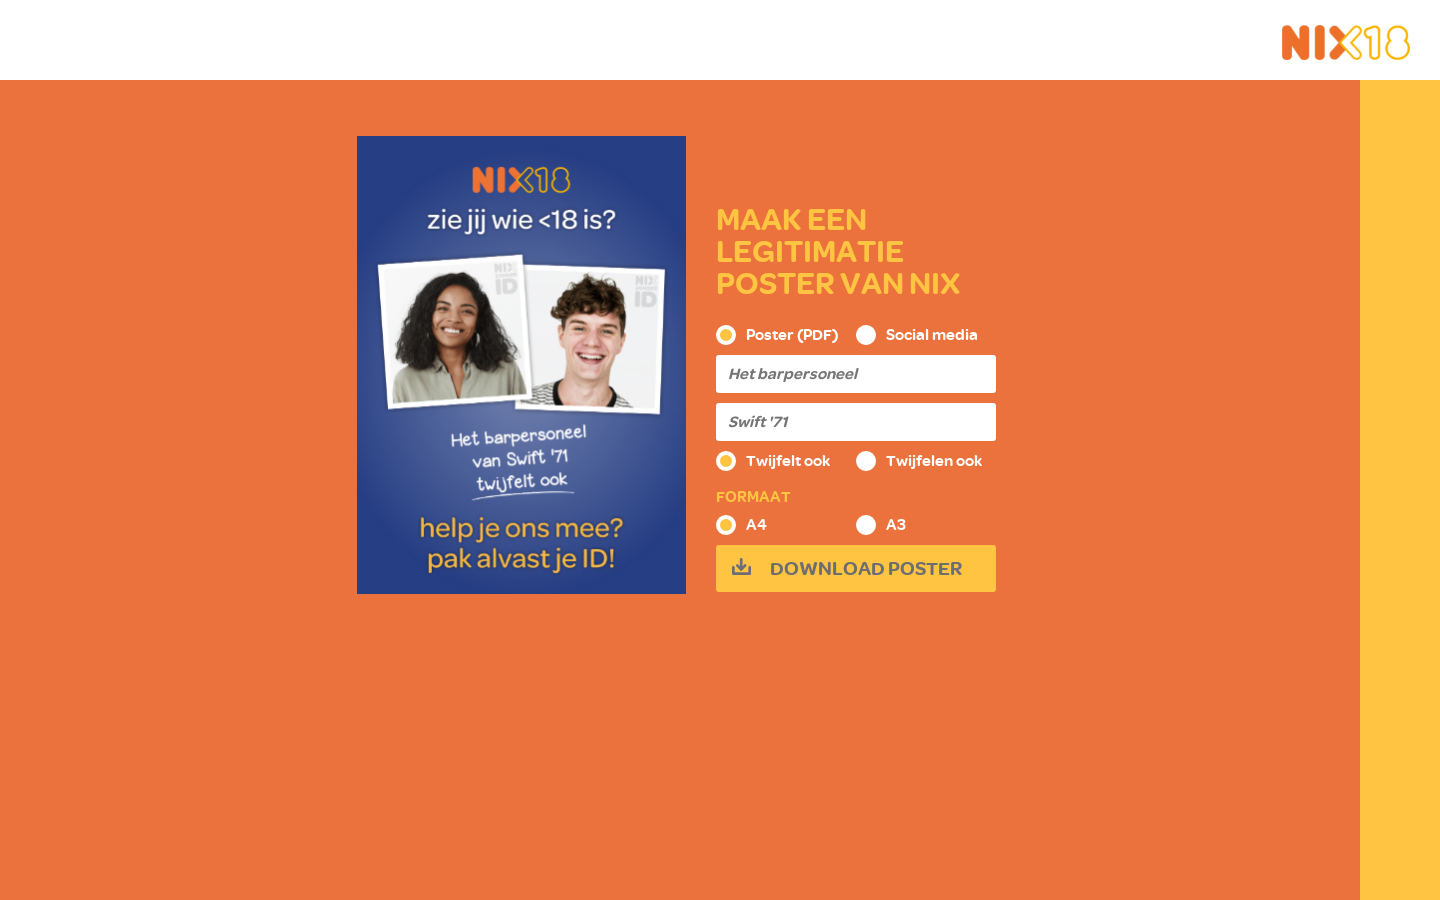 NIX18
NIX18
zie jij wie <18 is?
NIX
ID
NIX
ID
Het barpersoneel
van Swift '71
twijfelt ook
help je ons mee?
pak alvast je ID!
MAAK EEN
LEGITIMATIE
POSTER VAN NIX
Poster (PDF) Social media
Het barpersoneel
Swift '71
Twijfelt ook Twijfelen ook
FORMAAT
A4 A3
DOWNLOAD POSTER